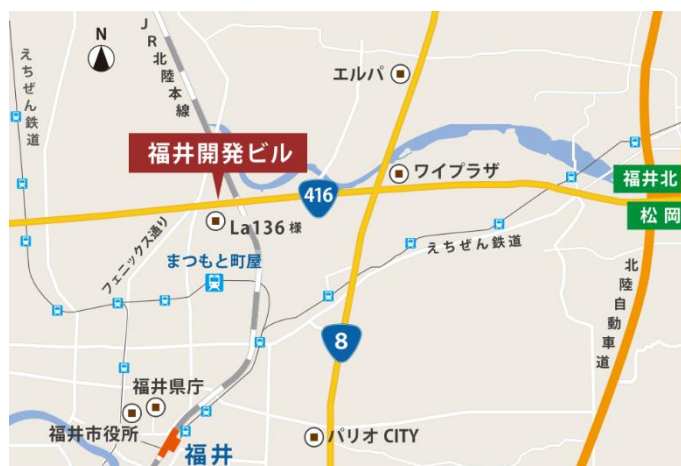 N
JR北陸本線
えちぜん鉄道
エルパ
福井開発ビル
ワイプラザ
416
福井北
松岡
La136 様
フェニックス通り
まつもと町屋
えちぜん鉄道
北陸自動車道
8
福井県庁
福井市役所
福井
パリオ CITY